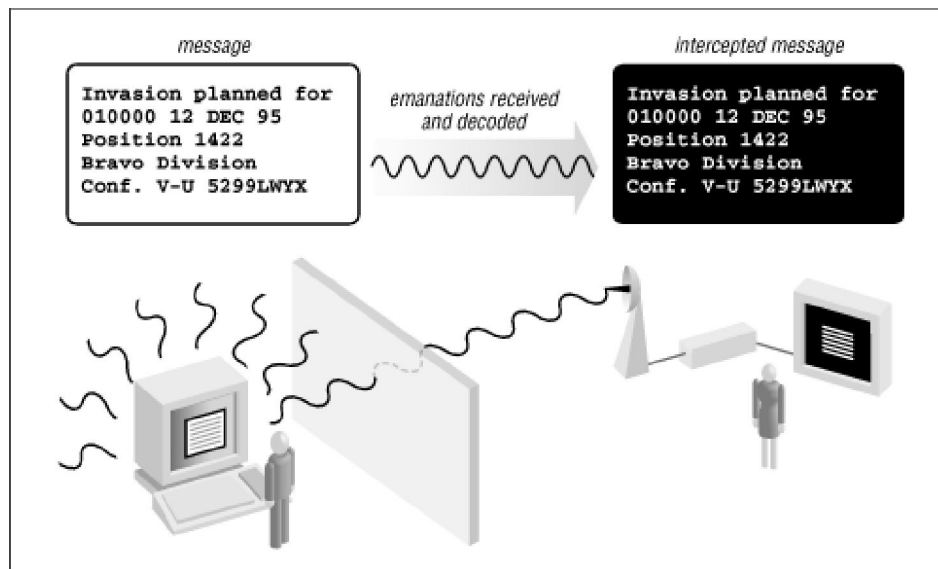 message
Invasion planned for
010000 12 DEC 95
Position 1422
Bravo Division
Conf. V-U 5299LWYX
emanations received
and decoded
intercepted message
Invasion planned for
010000 12 DEC 95
Position 1422
Bravo Division
Conf. V-U 5299LWYX